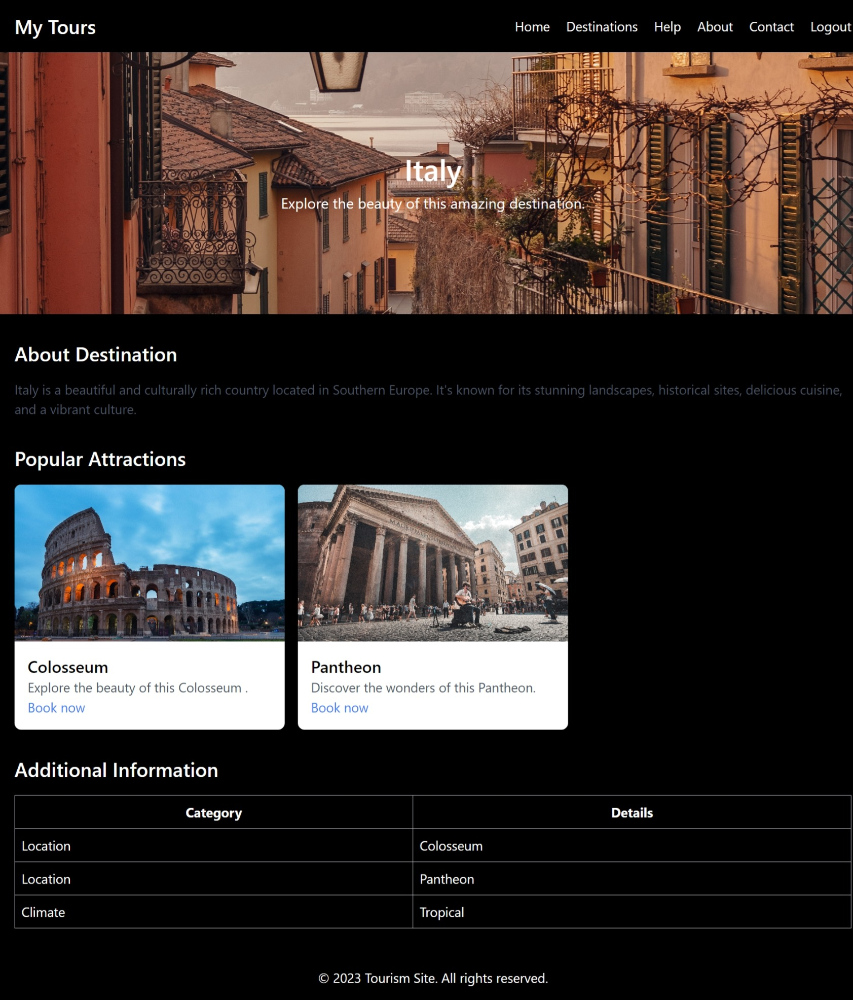 My Tours
Home Destinations Help About Contact Logout
Italy
Explore the beauty of this amazing destination.
About Destination
Italy is a beautiful and culturally rich country located in Southern Europe. It's known for its stunning landscapes, historical sites, delicious cuisine,
and a vibrant culture.
Popular Attractions
Colosseum
Explore the beauty of this Colosseum .
Book now
Pantheon
Discover the wonders of this Pantheon.
Book now
Additional Information
Category Details
Location Colosseum
Location Pantheon
Climate Tropical
© 2023 Tourism Site. All rights reserved.